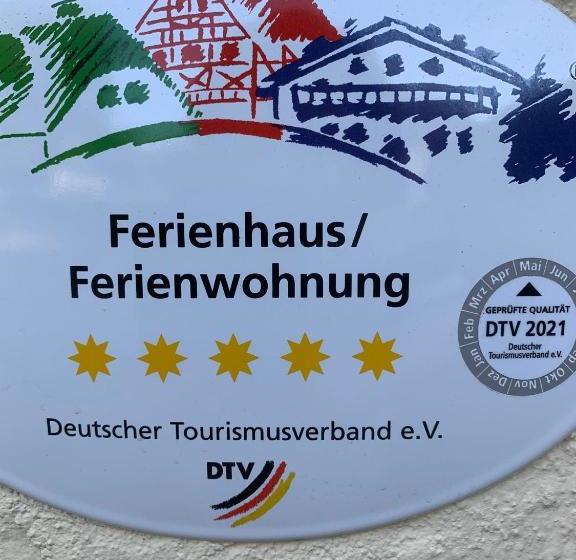 Ferienhaus/
Ferienwohnung
Deutscher Tourismusverband e.V.
DTV
Jan Feb Mrz Apr Mai Jun
Okt Nov Dez
GEPRÜFTE QUALITÄT
DTV 2021
Deutscher
Tourismusverband e.V.